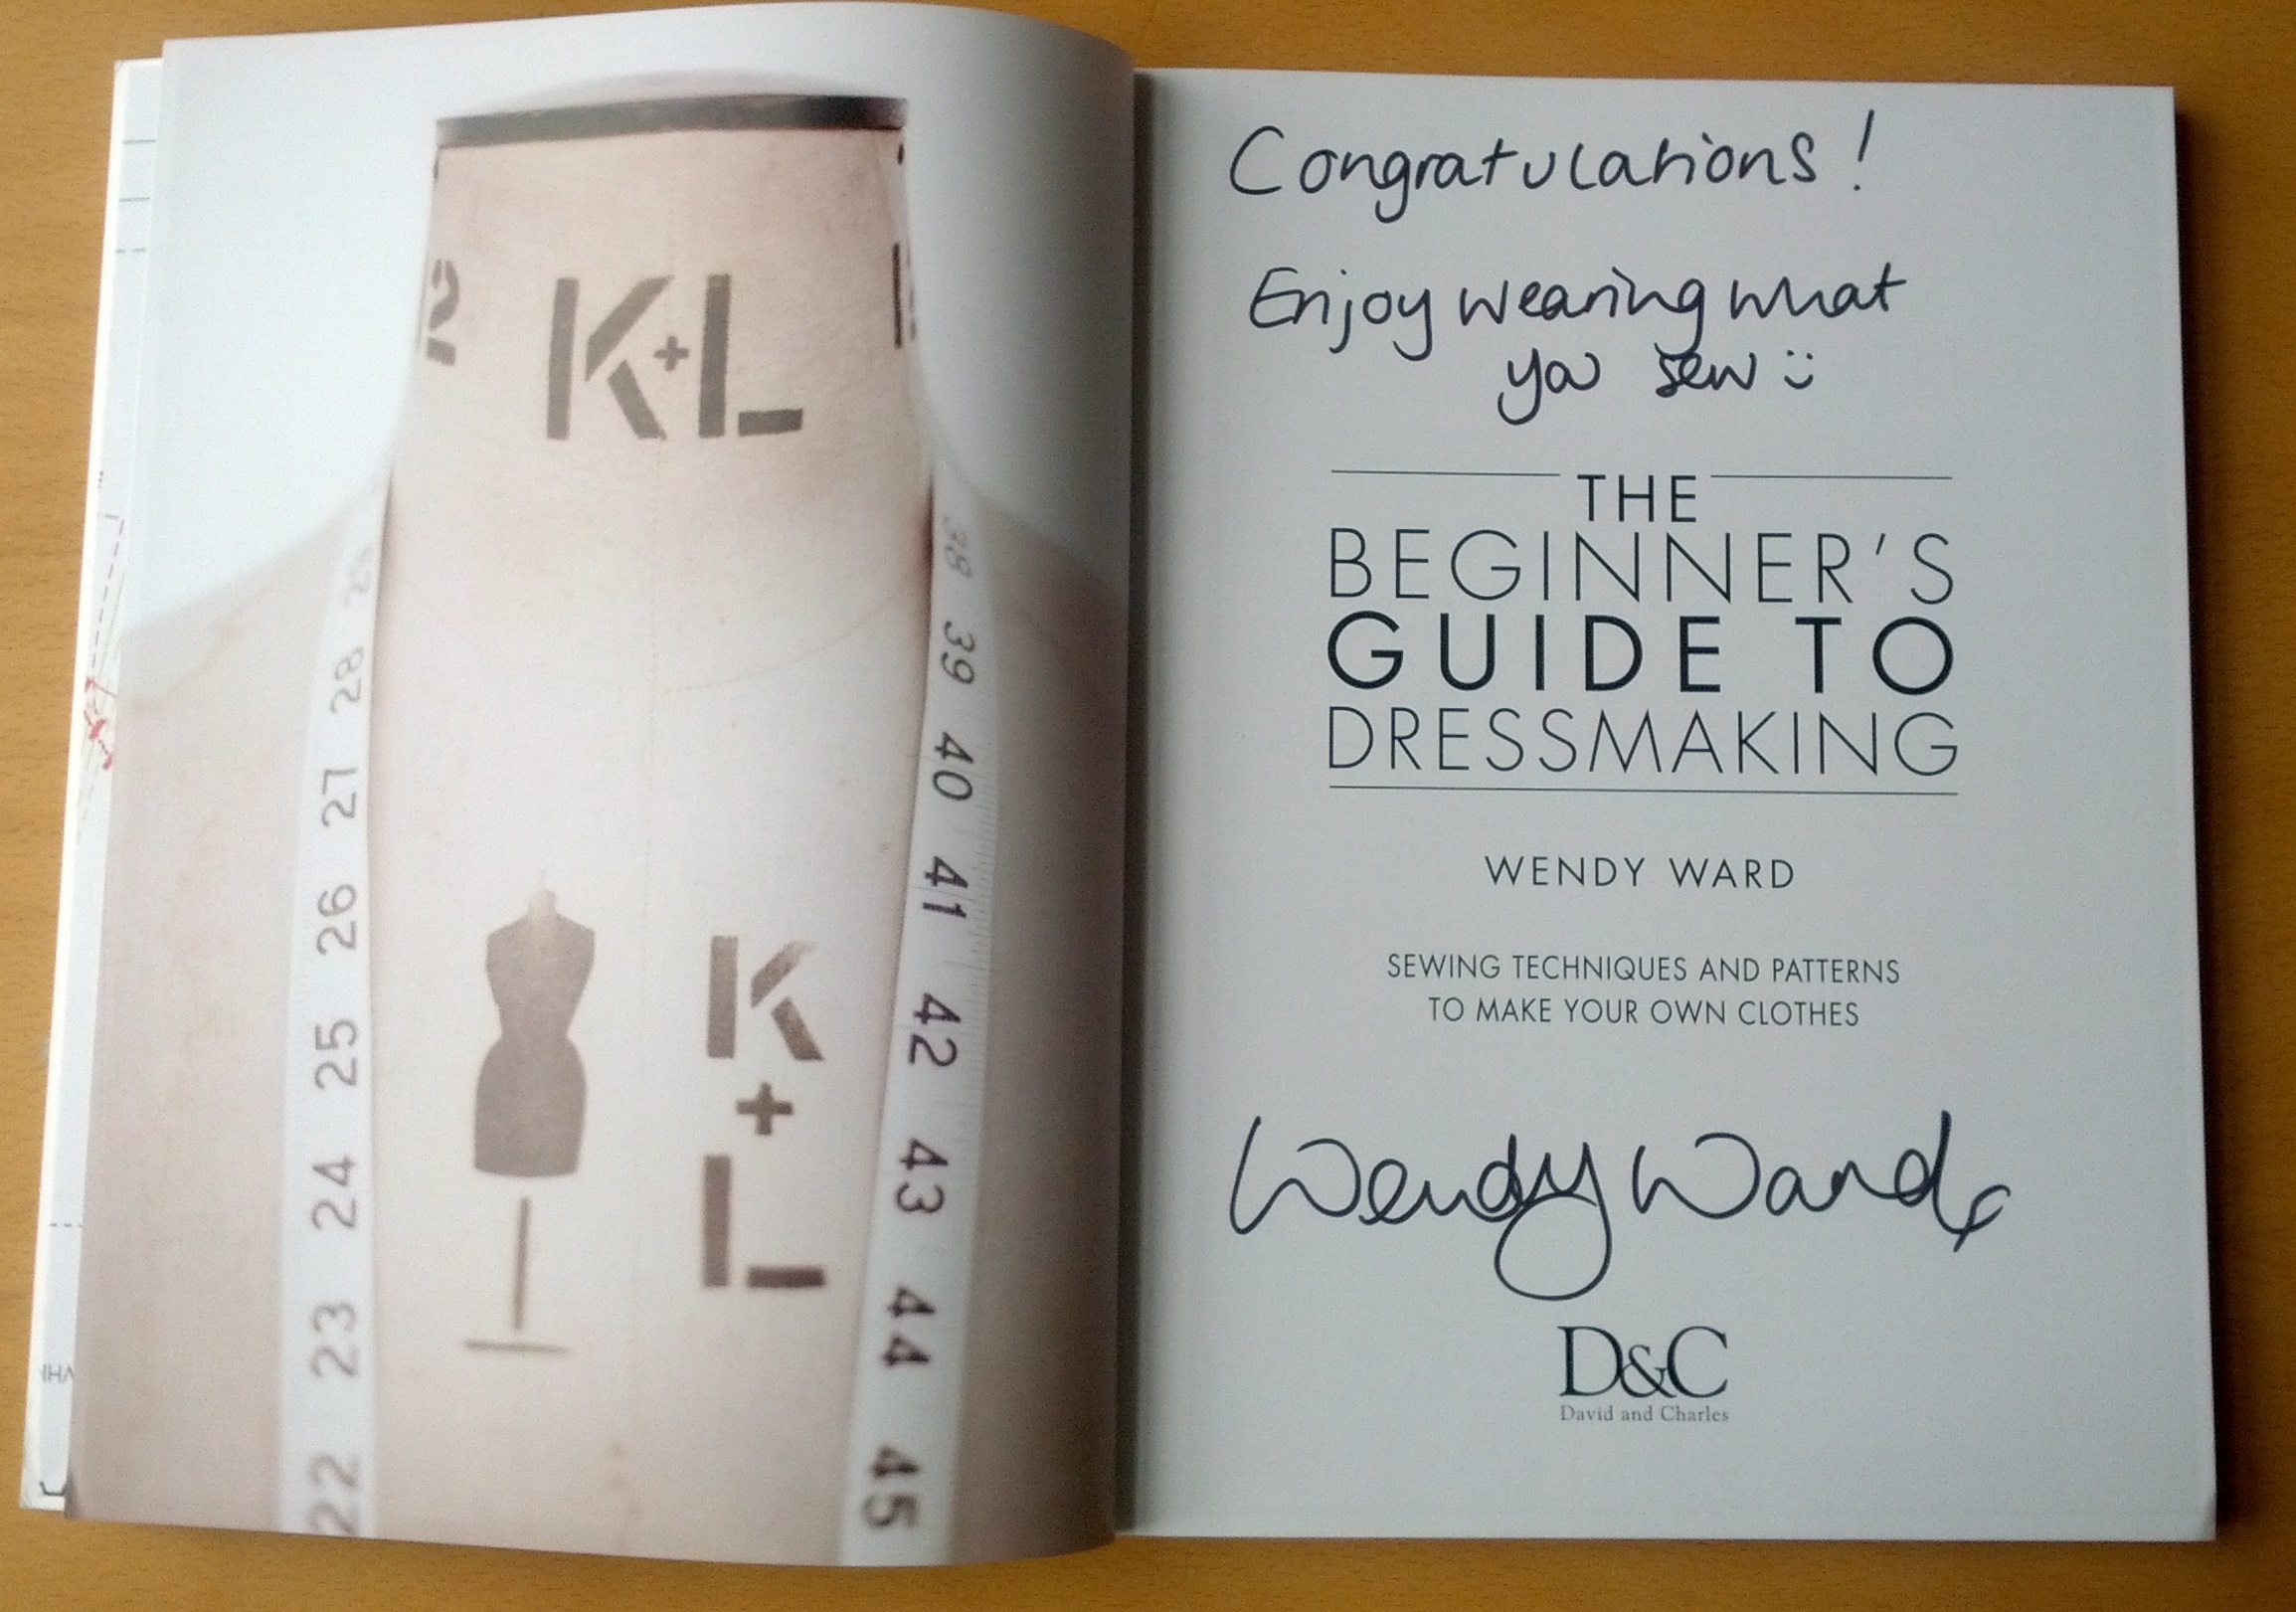 K+L
K
+
L
29
28
27
26
25
24
23
22
38
39
40
41
42
43
44
45
Congratulations!
Enjoy wearing what
you sew :)
THE
BEGINNER'S
GUIDE TO
DRESSMAKING
WENDY WARD
SEWING TECHNIQUES AND PATTERNS
TO MAKE YOUR OWN CLOTHES
Wendy Ward x
D&C
David and Charles